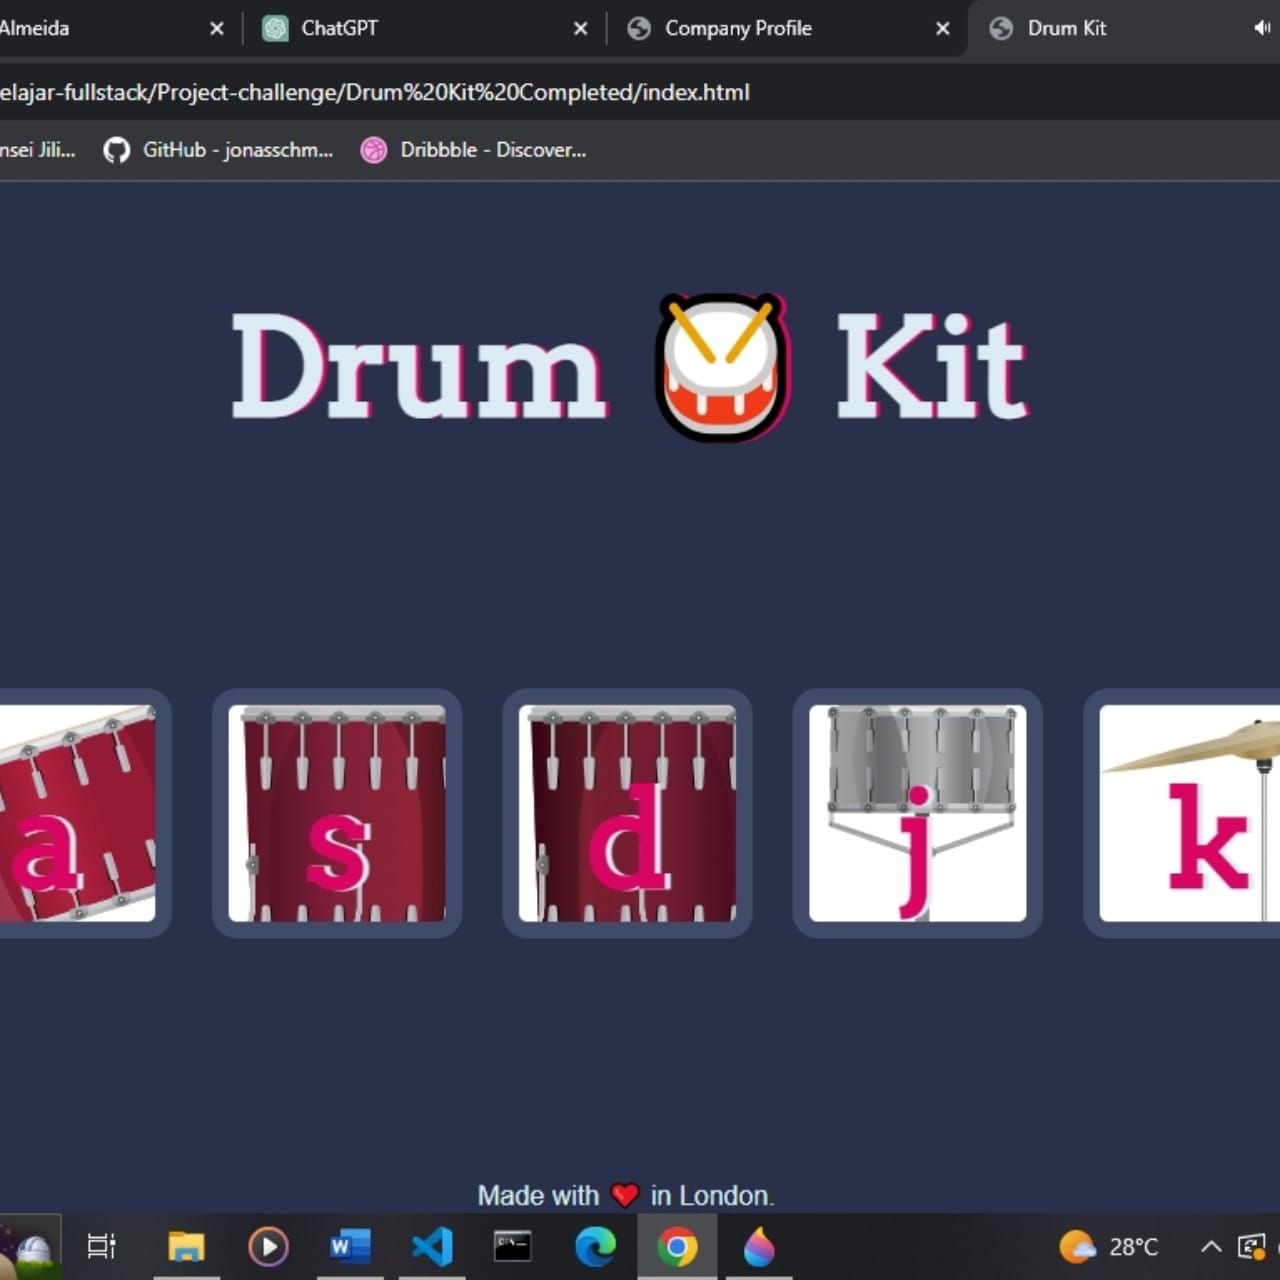 Almeida
ChatGPT
Company Profile
Drum Kit
elajar-fullstack/Project-challenge/Drum%20Kit%20Completed/index.html
nsei Jili...
GitHub - jonasschm...
Dribbble - Discover...
Drum 🥁 Kit
a
s
d
j
k
Made with ❤️ in London.
28°C